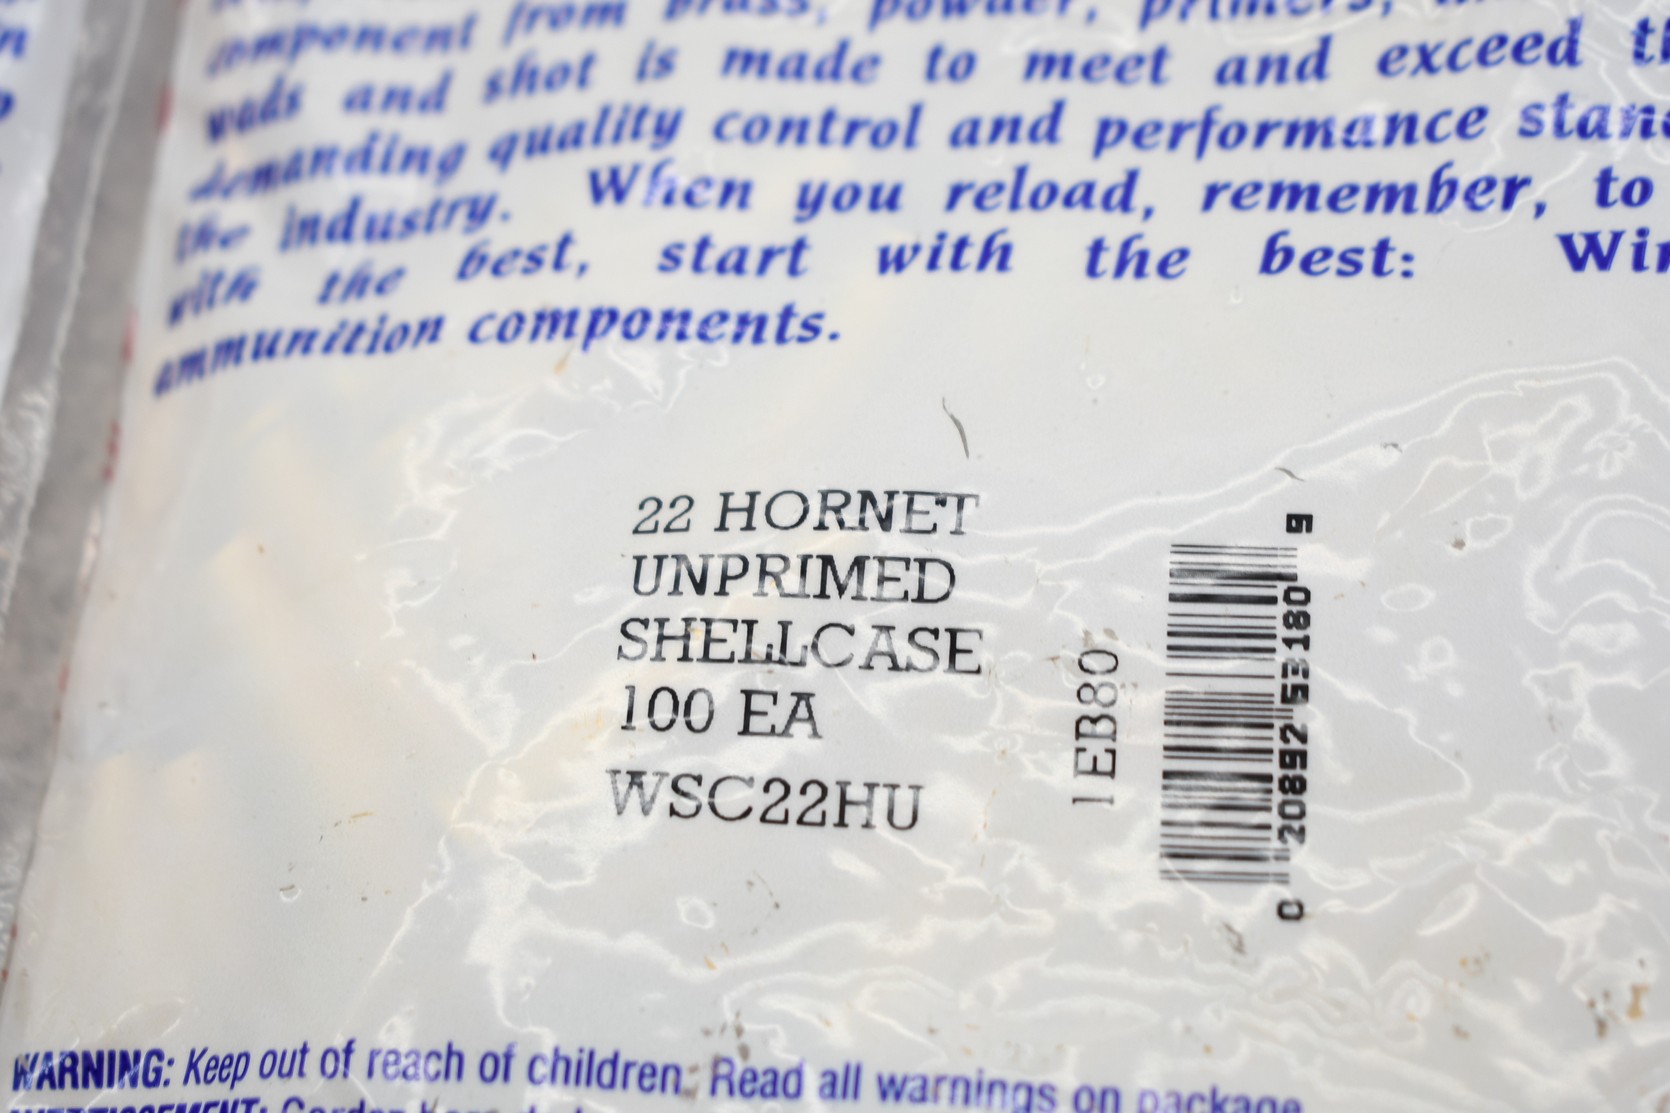 component from brass, powder, primers,
wads and shot is made to meet and exceed
demanding quality control and performance
the industry. When you reload, remember, to
with the best, start with the best:
ammunition components.
22 HORNET
UNPRIMED
SHELLCASE
100 EA
WSC22HU
1EB80
0 20892 53180 9
WARNING: Keep out of reach of children. Read all warnings on package